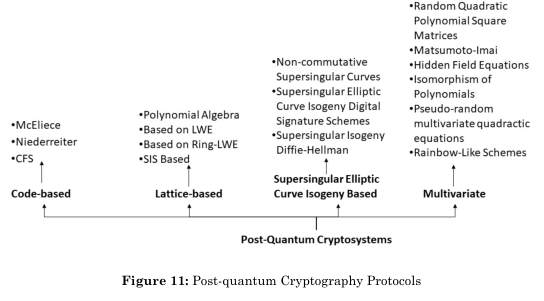 •McEliece
•Niederreiter
•CFS
Code-based
•Polynomial Algebra
•Based on LWE
•Based on Ring-LWE
•SIS Based
Lattice-based
•Non-commutative
Supersingular Curves
•Supersingular Elliptic
Curve Isogeny Digital
Signature Schemes
•Supersingular Isogeny
Diffie-Hellman
Supersingular Elliptic
Curve Isogeny Based
•Random Quadratic
Polynomial Square
Matrices
•Matsumoto-Imai
•Hidden Field Equations
•Isomorphism of
Polynomials
•Pseudo-random
multivariate quadractic
equations
•Rainbow-Like Schemes
Multivariate
Post-Quantum Cryptosystems
Figure 11: Post-quantum Cryptography Protocols